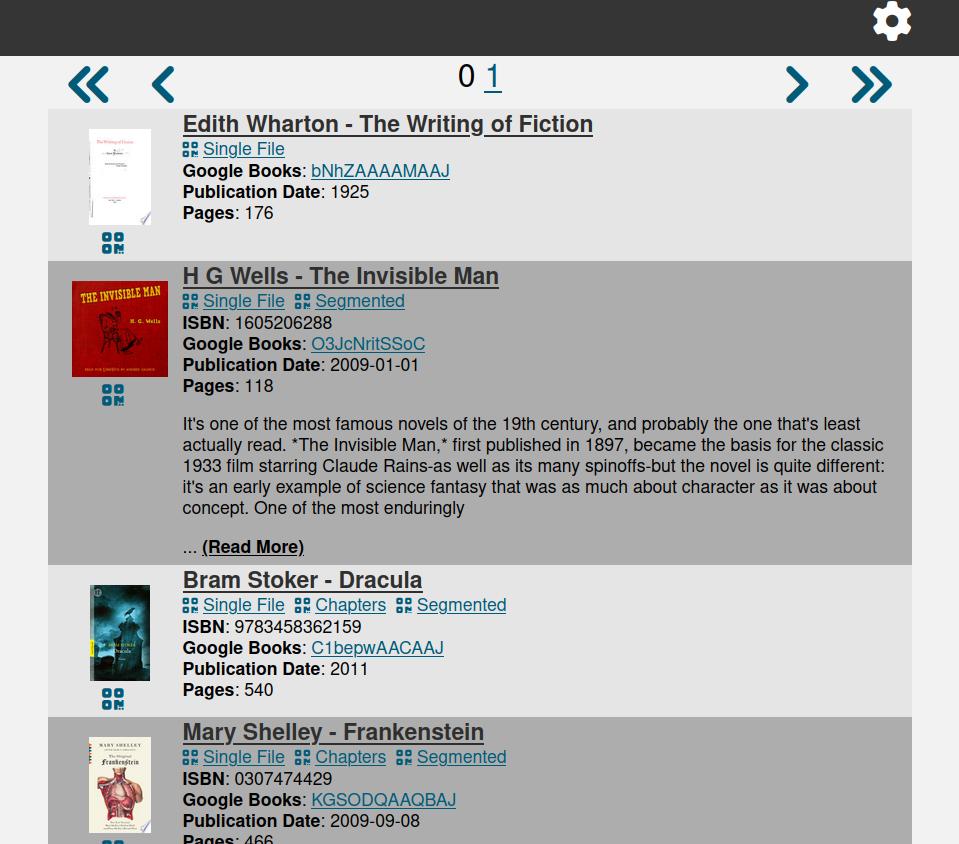 0 1
Edith Wharton - The Writing of Fiction
Single File
Google Books: bNhZAAAAMAAJ
Publication Date: 1925
Pages: 176
THE INVISIBLE MAN
H. G. Wells
H G Wells - The Invisible Man
Single File Segmented
ISBN: 1605206288
Google Books: O3JcNritSSoC
Publication Date: 2009-01-01
Pages: 118
It's one of the most famous novels of the 19th century, and probably the one that's least
actually read. *The Invisible Man,* first published in 1897, became the basis for the classic
1933 film starring Claude Rains-as well as its many spinoffs-but the novel is quite different:
it's an early example of science fantasy that was as much about character as it was about
concept. One of the most enduringly
... (Read More)
Dracula
Bram Stoker - Dracula
Single File Chapters Segmented
ISBN: 9783458362159
Google Books: C1bepwAACAAJ
Publication Date: 2011
Pages: 540
MARY SHELLEY
The Original
Frankenstein
Mary Shelley - Frankenstein
Single File Chapters Segmented
ISBN: 0307474429
Google Books: KGSODQAAQBAJ
Publication Date: 2009-09-08
Pages: 466